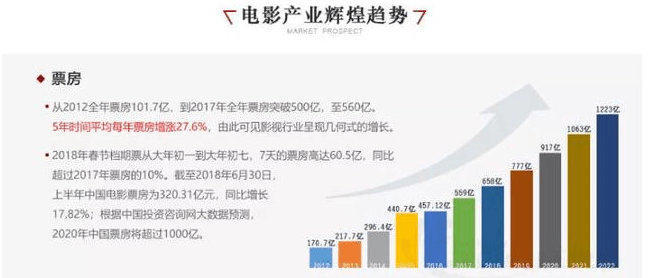 电影产业辉煌趋势
MARKET PROSPECT
票房
从2012全年票房101.7亿，到2017年全年票房突破500亿，至560亿。
5年时间平均每年票房增涨27.6%，由此可见影视行业呈现几何式的增长。
2018年春节档期票从大年初一到大年初七，7天的票房高达60.5亿，同比
超过2017年票房的10%。截至2018年6月30日，
上半年中国电影票房为320.31亿元，同比增长
17.82%；根据中国投资咨询网大数据预测，
2020年中国票房将超过1000亿。
170.7亿
217.7亿
296.4亿
440.7亿
457.12亿
559亿
658亿
777亿
917亿
1063亿
1223亿
2012
2013
2014
2015
2016
2017
2018
2019
2020
2021
2022